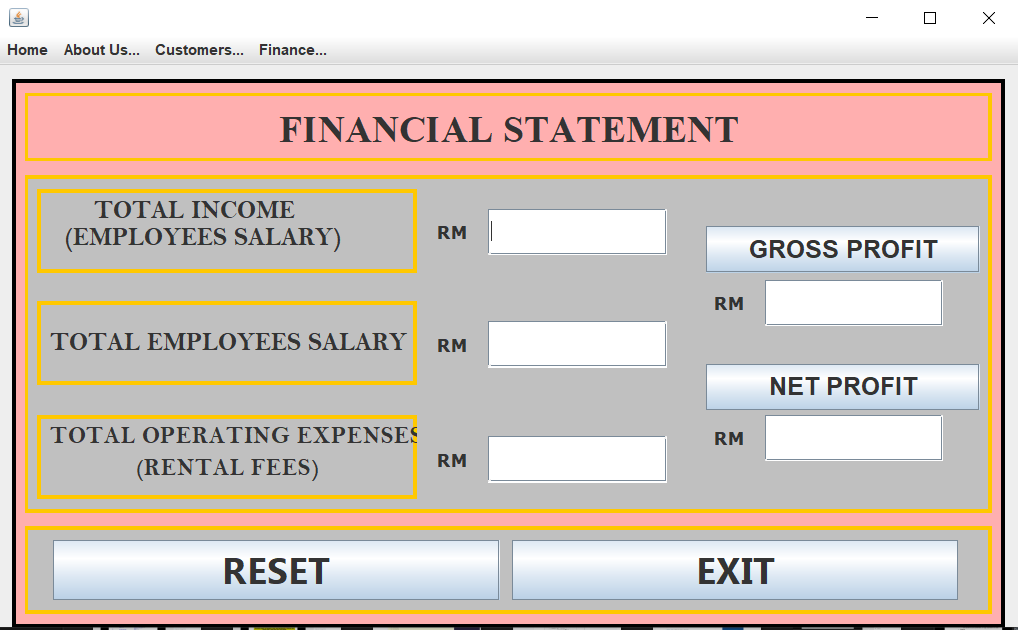 Home About Us... Customers... Finance...
FINANCIAL STATEMENT
TOTAL INCOME
(EMPLOYEES SALARY)
RM
GROSS PROFIT
RM
TOTAL EMPLOYEES SALARY
RM
NET PROFIT
RM
TOTAL OPERATING EXPENSES
(RENTAL FEES)
RM
RESET
EXIT